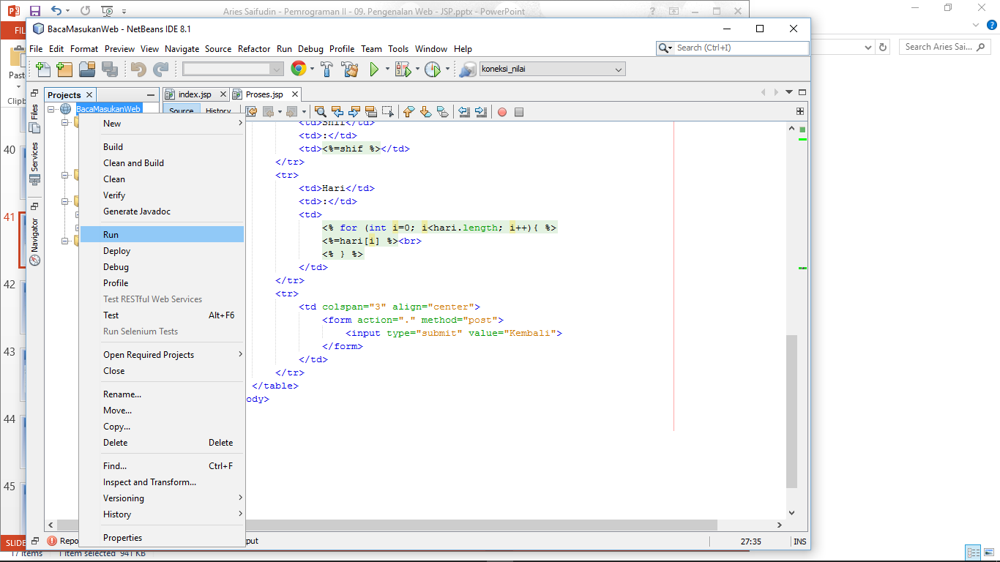 Aries Saifudin - Pemrograman II - 09. Pengenalan Web - JSP.pptx - PowerPoint
BacaMasukanWeb - NetBeans IDE 8.1
File Edit Format Preview View Navigate Source Refactor Run Debug Profile Team Tools Window Help
Search (Ctrl+I)
Search Aries Sai...
koneksi_nilai
Projects
index.jsp
Proses.jsp
Files
Services
Navigator
BacaMasukanWeb
Source History
New
Build
Clean and Build
Clean
Verify
Generate Javadoc
Run
Deploy
Debug
Profile
Test RESTful Web Services
Test Alt+F6
Run Selenium Tests
Open Required Projects
Close
Rename...
Move...
Copy...
Delete Delete
Find... Ctrl+F
Inspect and Transform...
Versioning
History
Properties
<td>Shif</td>
<td>:</td>
<td><%=shif %></td>
</tr>
<tr>
<td>Hari</td>
<td>:</td>
<td>
<% for (int i=0; i<hari.length; i++){ %>
<%=hari[i] %><br>
<% } %>
</td>
</tr>
<tr>
<td colspan="3" align="center">
<form action="." method="post">
<input type="submit" value="Kembali">
</form>
</td>
</tr>
</table>
ody>
40
41
42
43
44
45
FIL
Past
Clipb
SLIDE
Repo
put
27:35
INS
17 items 1 item selected 941 KB